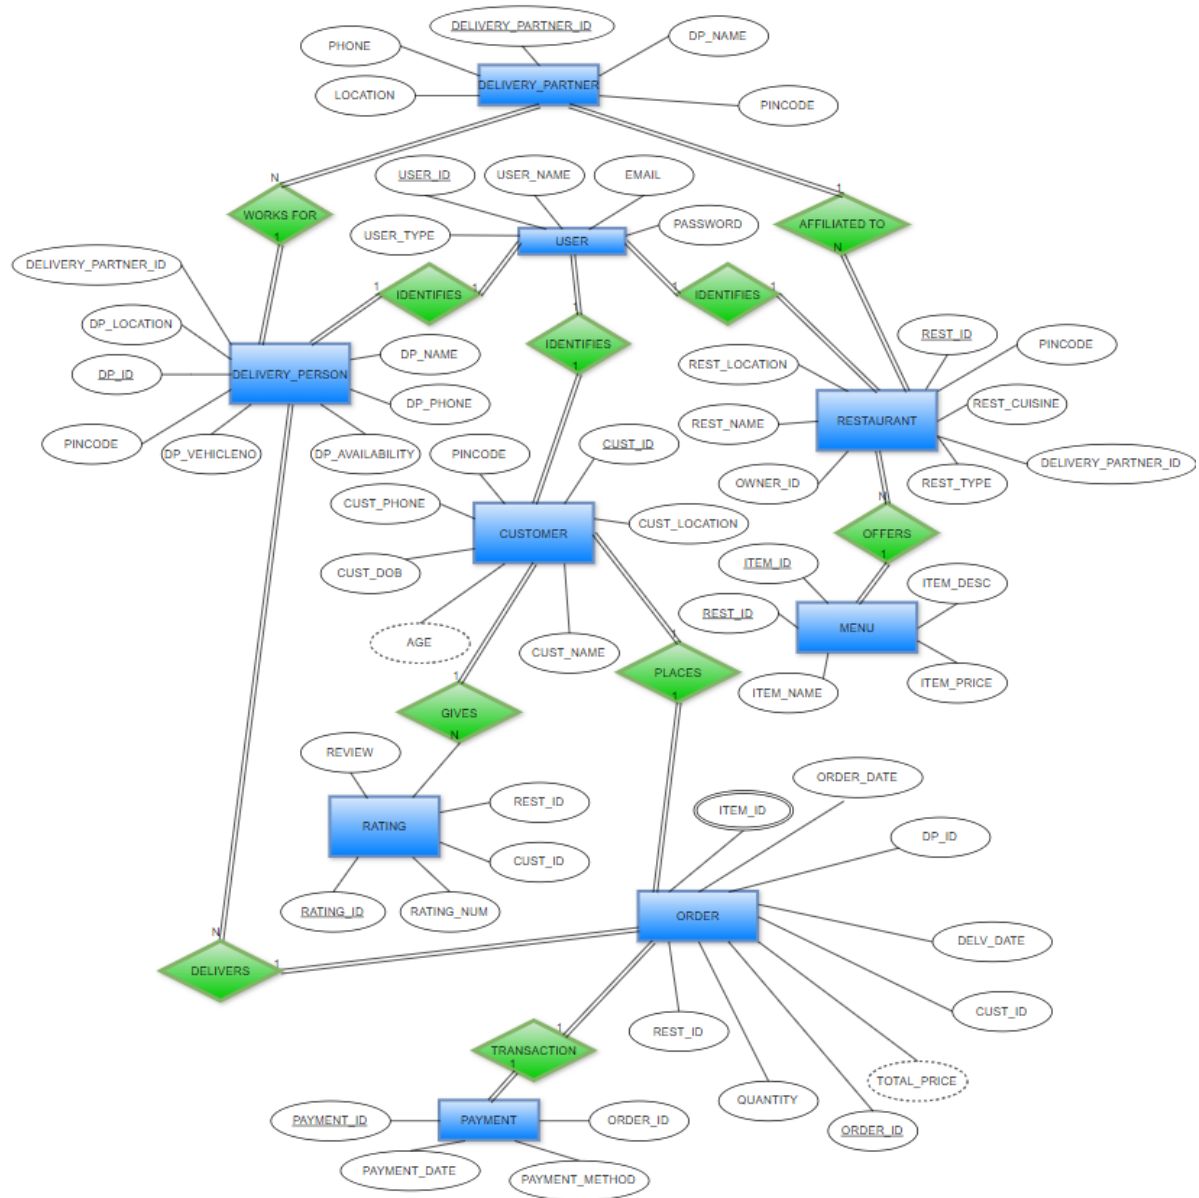 DELIVERY_PARTNER_ID
DP_NAME
PHONE
DELIVERY_PARTNER
LOCATION
PINCODE
N
1
WORKS FOR
1
AFFILIATED TO
N
USER_ID
USER_NAME
EMAIL
PASSWORD
USER_TYPE
USER
DELIVERY_PARTNER_ID
1
IDENTIFIES
1
1
IDENTIFIES
1
1
IDENTIFIES
1
DP_LOCATION
DP_NAME
DP_ID
DELIVERY_PERSON
DP_PHONE
PINCODE
DP_VEHICLENO
DP_AVAILABILITY
REST_ID
PINCODE
REST_LOCATION
REST_CUISINE
REST_NAME
RESTAURANT
DELIVERY_PARTNER_ID
OWNER_ID
REST_TYPE
N
OFFERS
1
PINCODE
CUST_ID
CUST_PHONE
CUST_LOCATION
CUSTOMER
CUST_DOB
AGE
CUST_NAME
ITEM_ID
ITEM_DESC
REST_ID
MENU
ITEM_NAME
ITEM_PRICE
1
PLACES
1
1
GIVES
N
REVIEW
REST_ID
RATING
CUST_ID
RATING_ID
RATING_NUM
ORDER_DATE
ITEM_ID
DP_ID
ORDER
DELV_DATE
CUST_ID
REST_ID
TOTAL_PRICE
QUANTITY
ORDER_ID
N
DELIVERS
1
1
TRANSACTION
1
PAYMENT_ID
PAYMENT
ORDER_ID
PAYMENT_DATE
PAYMENT_METHOD